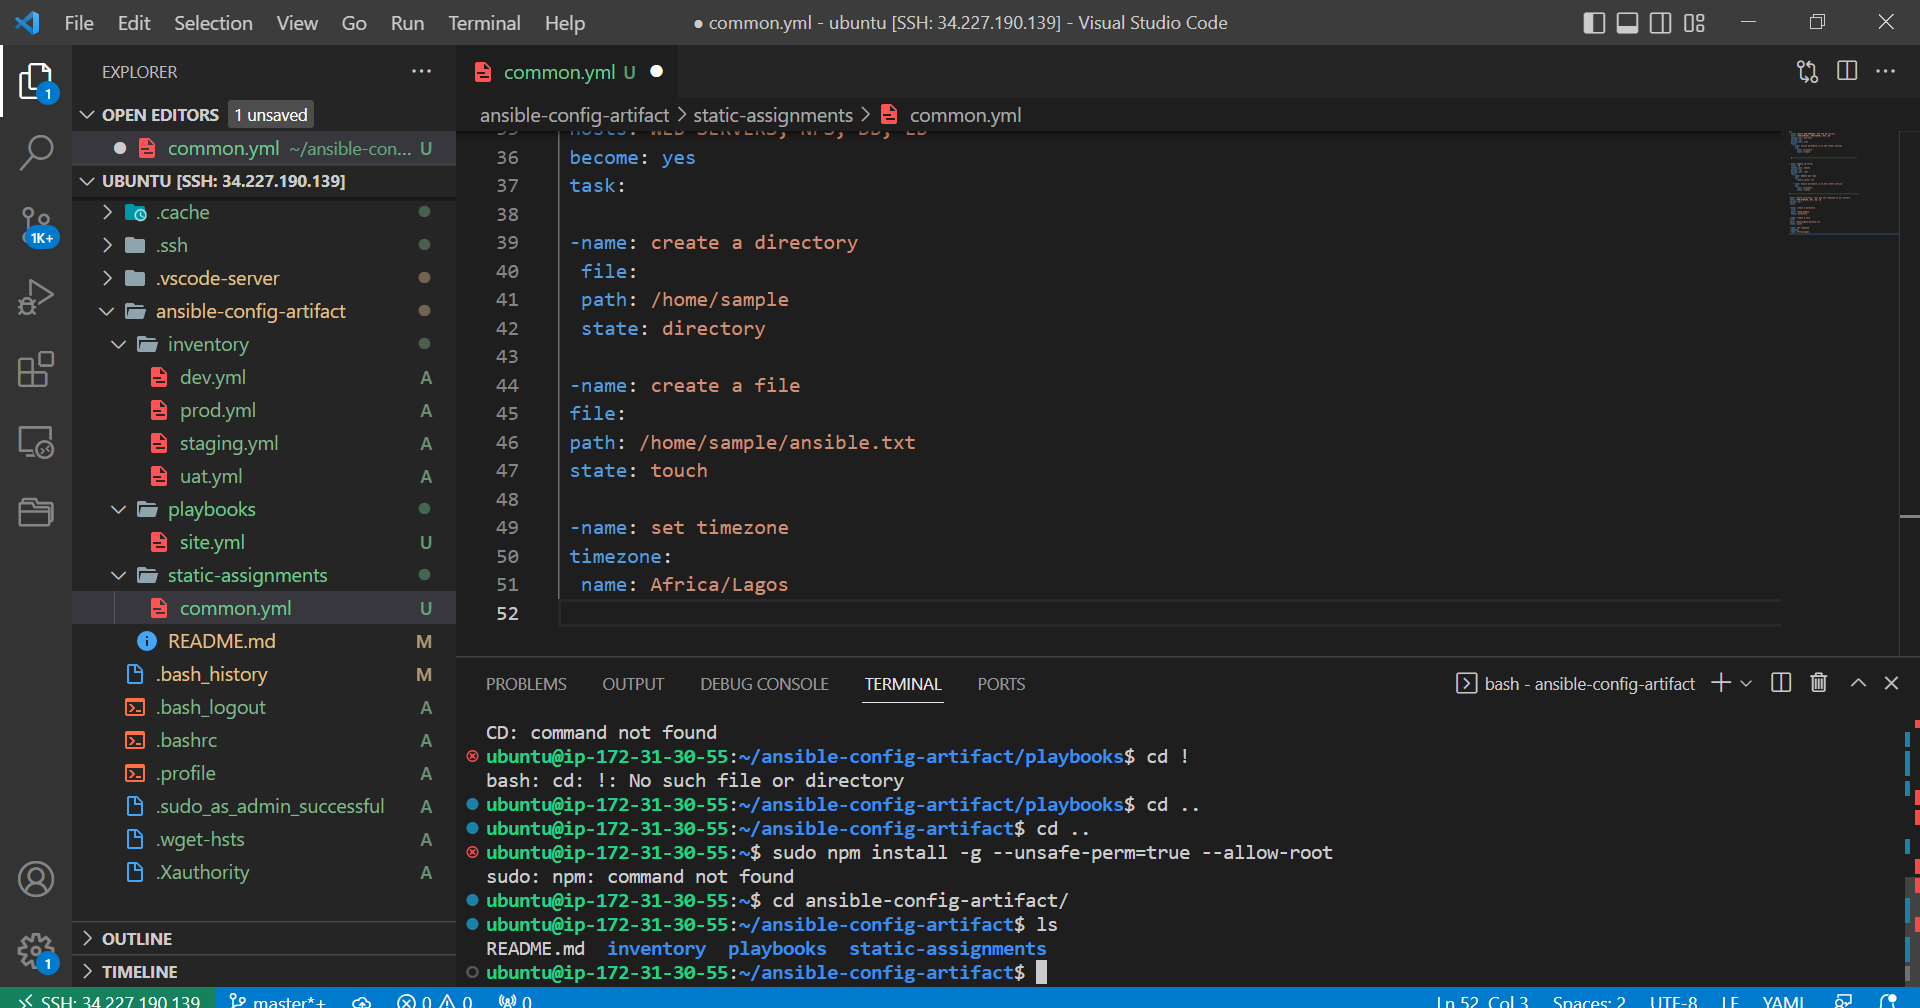 File Edit Selection View Go Run Terminal Help
● common.yml - ubuntu [SSH: 34.227.190.139] - Visual Studio Code
EXPLORER
OPEN EDITORS 1 unsaved
common.yml ~/ansible-con... U
UBUNTU [SSH: 34.227.190.139]
.cache
.ssh
.vscode-server
ansible-config-artifact
inventory
dev.yml A
prod.yml A
staging.yml A
uat.yml A
playbooks
site.yml U
static-assignments
common.yml U
README.md M
.bash_history M
.bash_logout A
.bashrc A
.profile A
.sudo_as_admin_successful A
.wget-hsts A
.Xauthority A
OUTLINE
TIMELINE
1
1K+
1
common.yml U
ansible-config-artifact > static-assignments > common.yml
36 become: yes
37 task:
38
39 -name: create a directory
40 file:
41 path: /home/sample
42 state: directory
43
44 -name: create a file
45 file:
46 path: /home/sample/ansible.txt
47 state: touch
48
49 -name: set timezone
50 timezone:
51 name: Africa/Lagos
52
PROBLEMS OUTPUT DEBUG CONSOLE TERMINAL PORTS
bash - ansible-config-artifact
CD: command not found
ubuntu@ip-172-31-30-55:~/ansible-config-artifact/playbooks$ cd !
bash: cd: !: No such file or directory
ubuntu@ip-172-31-30-55:~/ansible-config-artifact/playbooks$ cd ..
ubuntu@ip-172-31-30-55:~/ansible-config-artifact$ cd ..
ubuntu@ip-172-31-30-55:~$ sudo npm install -g --unsafe-perm=true --allow-root
sudo: npm: command not found
ubuntu@ip-172-31-30-55:~$ cd ansible-config-artifact/
ubuntu@ip-172-31-30-55:~/ansible-config-artifact$ ls
README.md inventory playbooks static-assignments
ubuntu@ip-172-31-30-55:~/ansible-config-artifact$
SSH: 34.227.190.139 master*+ 0 0 0
Ln 52, Col 3 Spaces: 2 UTF-8 LF YAML